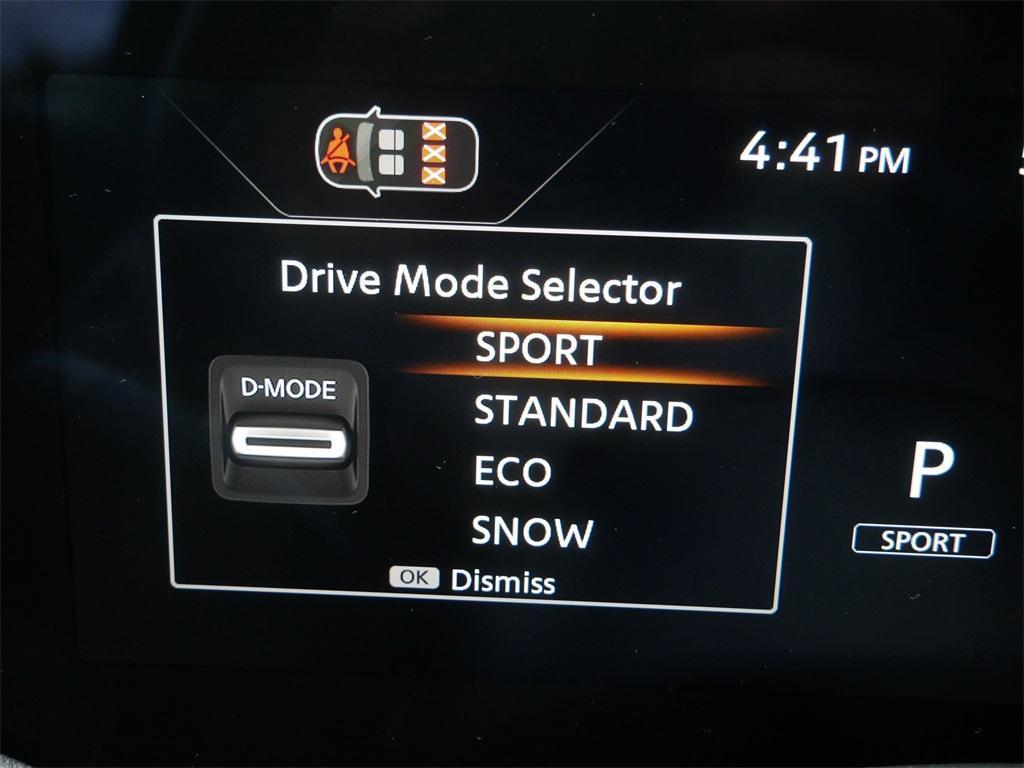 4:41 PM
Drive Mode Selector
D-MODE
SPORT
STANDARD
ECO
SNOW
OK Dismiss
P
SPORT